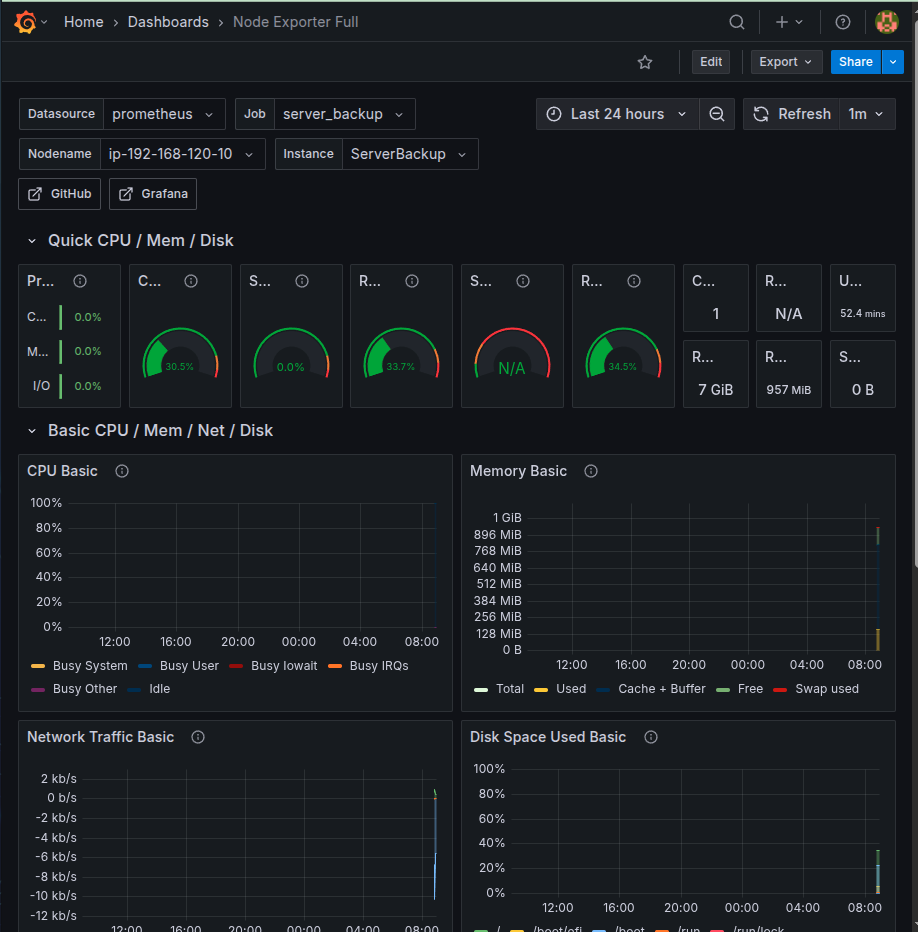 Home › Dashboards › Node Exporter Full
Edit Export Share
Datasource prometheus Job server_backup Last 24 hours Refresh 1m
Nodename ip-192-168-120-10 Instance ServerBackup
GitHub Grafana
Quick CPU / Mem / Disk
Pr... C... S... R... S... R... C... R... U...
C... 0.0%
M... 0.0%
I/O 0.0%
30.5%
0.0%
33.7%
N/A
34.5%
1 N/A 52.4 mins
R... R... S...
7 GiB 957 MiB 0 B
Basic CPU / Mem / Net / Disk
CPU Basic
100%
80%
60%
40%
20%
0%
12:00 16:00 20:00 00:00 04:00 08:00
Busy System Busy User Busy Iowait Busy IRQs
Busy Other Idle
Memory Basic
1 GiB
896 MiB
768 MiB
640 MiB
512 MiB
384 MiB
256 MiB
128 MiB
0 B
12:00 16:00 20:00 00:00 04:00 08:00
Total Used Cache + Buffer Free Swap used
Network Traffic Basic
2 kb/s
0 b/s
-2 kb/s
-4 kb/s
-6 kb/s
-8 kb/s
-10 kb/s
-12 kb/s
12:00 16:00 20:00 00:00 04:00 08:00
Disk Space Used Basic
100%
80%
60%
40%
20%
0%
12:00 16:00 20:00 00:00 04:00 08:00
/ /boot/efi /boot /run /run/lock